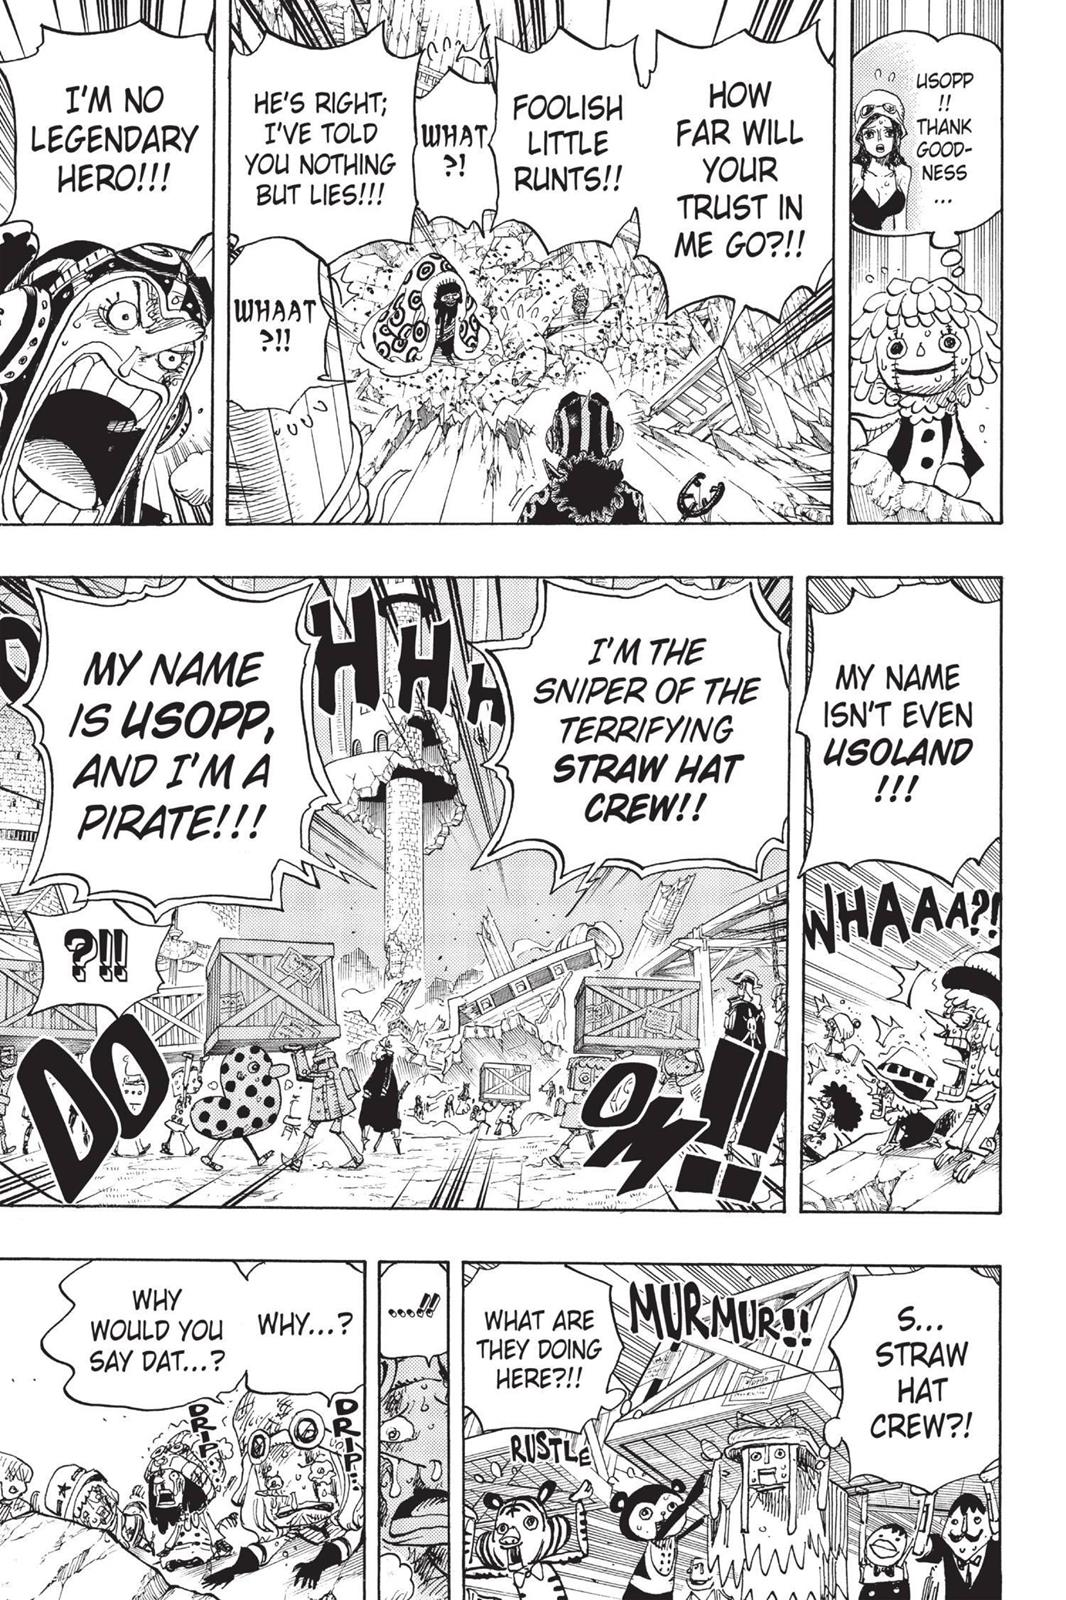 USOPP
!!
THANK
GOOD-
NESS
...
HOW
FAR WILL
YOUR
TRUST IN
ME GO?!!
FOOLISH
LITTLE
RUNTS!!
WHAT
?!
HE'S RIGHT;
I'VE TOLD
YOU NOTHING
BUT LIES!!!
WHAAT
?!!
I'M NO
LEGENDARY
HERO!!!
MY NAME
ISN'T EVEN
USOLAND
!!!
WHAAA?!
I'M THE
SNIPER OF THE
TERRIFYING
STRAW HAT
CREW!!
HHH
MY NAME
IS USOPP,
AND I'M A
PIRATE!!!
?!!
DO
OM!!
S...
STRAW
HAT
CREW?!
MURMUR!!
WHAT ARE
THEY DOING
HERE?!!
RUSTLE
...!!
WHY...?
WHY
WOULD YOU
SAY DAT...?
DRIP...
DRIP